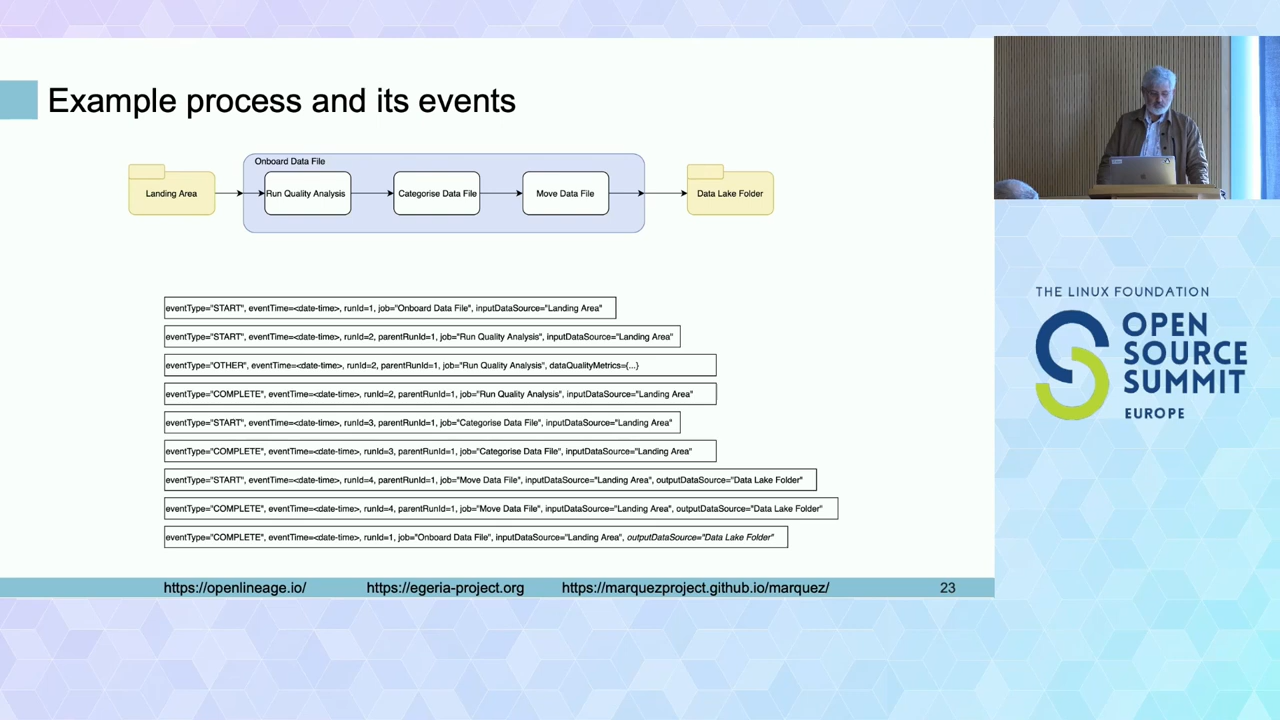 Example process and its events
Onboard Data File
Landing Area
Run Quality Analysis
Categorise Data File
Move Data File
Data Lake Folder
eventType="START", eventTime=<date-time>, runId=1, job="Onboard Data File", inputDataSource="Landing Area"
eventType="START", eventTime=<date-time>, runId=2, parentRunId=1, job="Run Quality Analysis", inputDataSource="Landing Area"
eventType="OTHER", eventTime=<date-time>, runId=2, parentRunId=1, job="Run Quality Analysis", dataQualityMetrics={...}
eventType="COMPLETE", eventTime=<date-time>, runId=2, parentRunId=1, job="Run Quality Analysis", inputDataSource="Landing Area"
eventType="START", eventTime=<date-time>, runId=3, parentRunId=1, job="Categorise Data File", inputDataSource="Landing Area"
eventType="COMPLETE", eventTime=<date-time>, runId=3, parentRunId=1, job="Categorise Data File", inputDataSource="Landing Area"
eventType="START", eventTime=<date-time>, runId=4, parentRunId=1, job="Move Data File", inputDataSource="Landing Area", outputDataSource="Data Lake Folder"
eventType="COMPLETE", eventTime=<date-time>, runId=4, parentRunId=1, job="Move Data File", inputDataSource="Landing Area", outputDataSource="Data Lake Folder"
eventType="COMPLETE", eventTime=<date-time>, runId=1, job="Onboard Data File", inputDataSource="Landing Area", outputDataSource="Data Lake Folder"
https://openlineage.io/ https://egeria-project.org https://marquezproject.github.io/marquez/ 23
THE LINUX FOUNDATION
OPEN
SOURCE
SUMMIT
EUROPE